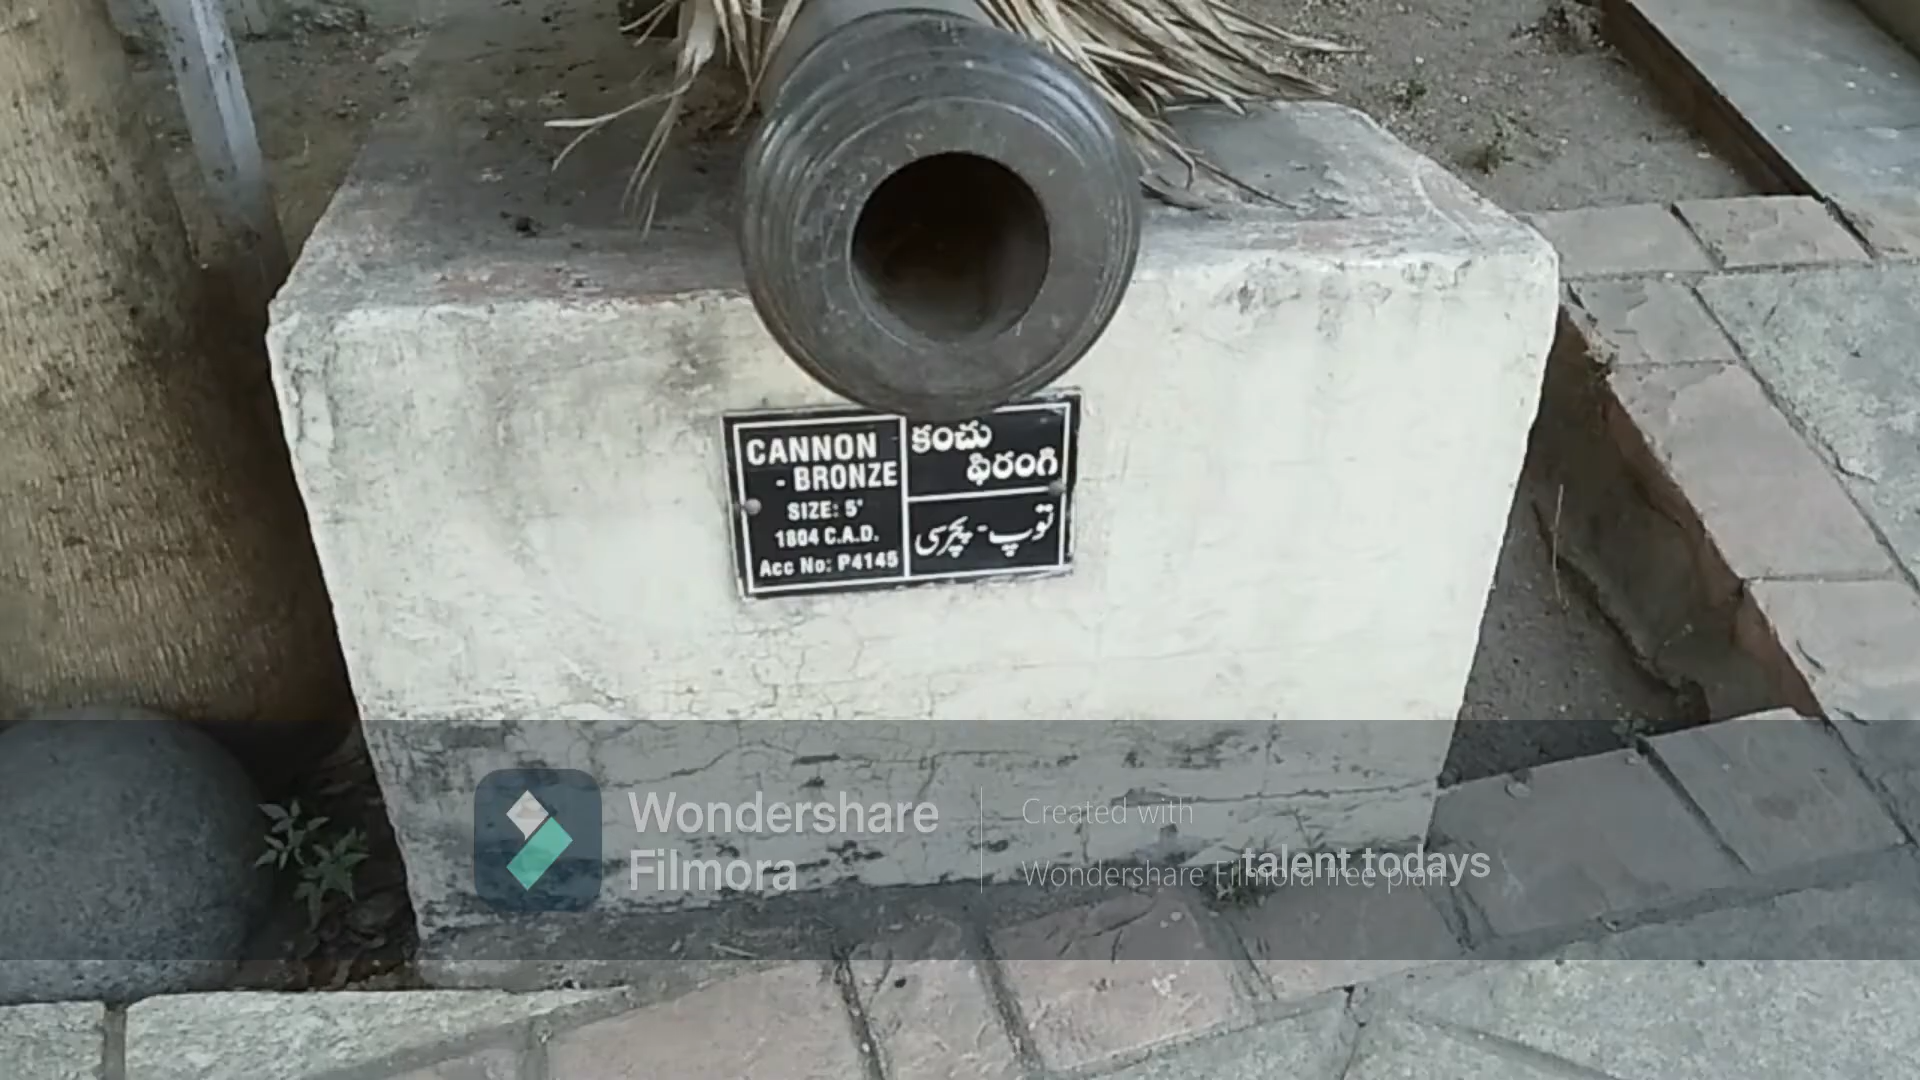 CANNON
- BRONZE
SIZE: 5'
1804 C.A.D.
Acc No: P4145
కంచు
ఫిరంగి
توپ - پچرسی
Wondershare
Filmora
Created with
Wondershare Filmora free plan
talent todays